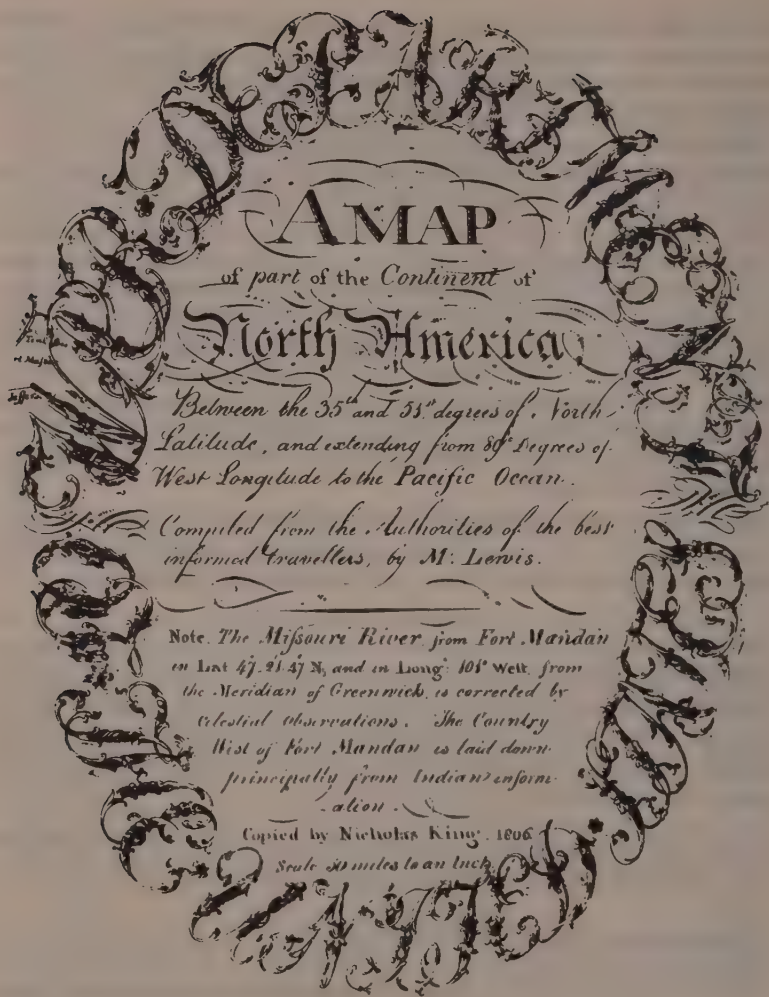 WAR·DEPARTMENT
A MAP
of part of the Continent of
North America
Between the 35th and 51st degrees of North
Latitude, and extending from 89° Degrees of
West Longitude to the Pacific Ocean.
Compiled from the Authorities of the best
informed travellers, by M. Lewis.
Note. The Miſsouri River from Fort Mandan
in Lat 47.21.47 N, and in Long: 101° West, from
the Meridian of Greenwich, is corrected by
Celestial Observations. The Country
West of Fort Mandan is laid down
principally from Indian inform-
ation.
Copied by Nicholas King. 1806
Scale 50 miles to an Inch